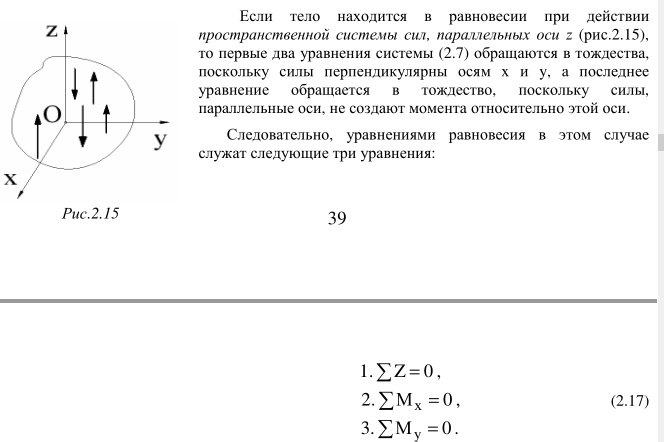 Если тело находится в равновесии при действии
пространственной системы сил, параллельных оси z (рис.2.15),
то первые два уравнения системы (2.7) обращаются в тождества,
поскольку силы перпендикулярны осям x и y, а последнее
уравнение обращается в тождество, поскольку силы,
параллельные оси, не создают момента относительно этой оси.
Следовательно, уравнениями равновесия в этом случае
служат следующие три уравнения:
z
O
y
x
Рис.2.15
39
1. ∑Z = 0 ,
2. ∑M_x = 0 ,
(2.17)
3. ∑M_y = 0 .